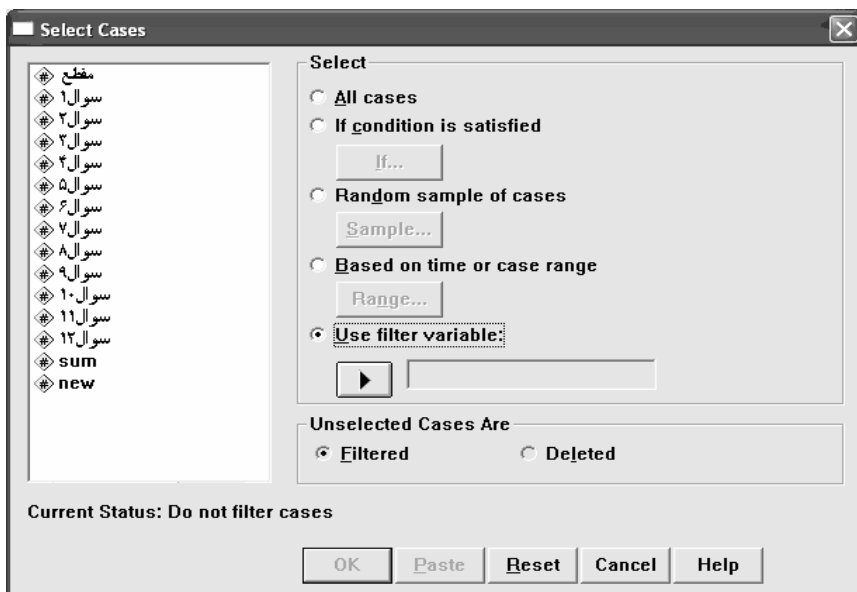 Select Cases
مقطع
سوال۱
سوال۲
سوال۳
سوال۴
سوال۵
سوال۶
سوال۷
سوال۸
سوال۹
سوال۱۰
سوال۱۱
سوال۱۲
sum
new
Select
All cases
If condition is satisfied
If...
Random sample of cases
Sample...
Based on time or case range
Range...
Use filter variable:
Unselected Cases Are
Filtered
Deleted
Current Status: Do not filter cases
OK
Paste
Reset
Cancel
Help